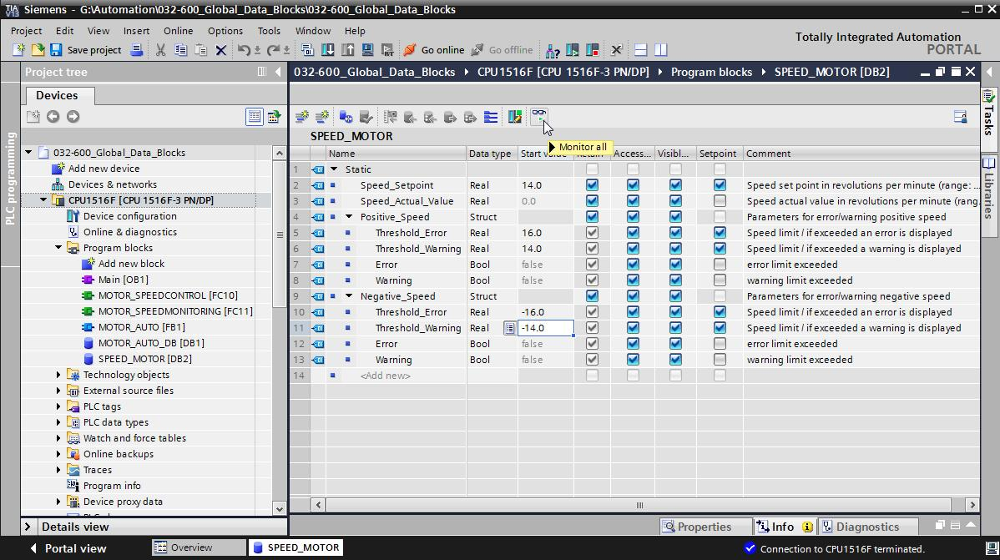 TIA V13 Siemens - G:\Automation\032-600_Global_Data_Blocks\032-600_Global_Data_Blocks
Project Edit View Insert Online Options Tools Window Help
Totally Integrated Automation
PORTAL
Save project Go online Go offline
Project tree
032-600_Global_Data_Blocks CPU1516F [CPU 1516F-3 PN/DP] Program blocks SPEED_MOTOR [DB2]
Devices
PLC programming
032-600_Global_Data_Blocks
Add new device
Devices & networks
CPU1516F [CPU 1516F-3 PN/DP]
Device configuration
Online & diagnostics
Program blocks
Add new block
Main [OB1]
MOTOR_SPEEDCONTROL [FC10]
MOTOR_SPEEDMONITORING [FC11]
MOTOR_AUTO [FB1]
MOTOR_AUTO_DB [DB1]
SPEED_MOTOR [DB2]
Technology objects
External source files
PLC tags
PLC data types
Watch and force tables
Online backups
Traces
Program info
Device proxy data
Details view
SPEED_MOTOR
Monitor all
Name Data type Start value Retain Access... Visibl... Setpoint Comment
1 Static
2 Speed_Setpoint Real 14.0 Speed set point in revolutions per minute (range: ...
3 Speed_Actual_Value Real 0.0 Speed actual value in revolutions per minute (rang...
4 Positive_Speed Struct Parameters for error/warning positive speed
5 Threshold_Error Real 16.0 Speed limit / if exceeded an error is displayed
6 Threshold_Warning Real 14.0 Speed limit / if exceeded a warning is displayed
7 Error Bool false error limit exceeded
8 Warning Bool false warning limit exceeded
9 Negative_Speed Struct Parameters for error/warning negative speed
10 Threshold_Error Real -16.0 Speed limit / if exceeded an error is displayed
11 Threshold_Warning Real -14.0 Speed limit / if exceeded a warning is displayed
12 Error Bool false error limit exceeded
13 Warning Bool false warning limit exceeded
14 <Add new>
Tasks
Libraries
Properties Info Diagnostics
Portal view Overview SPEED_MOTOR Connection to CPU1516F terminated.